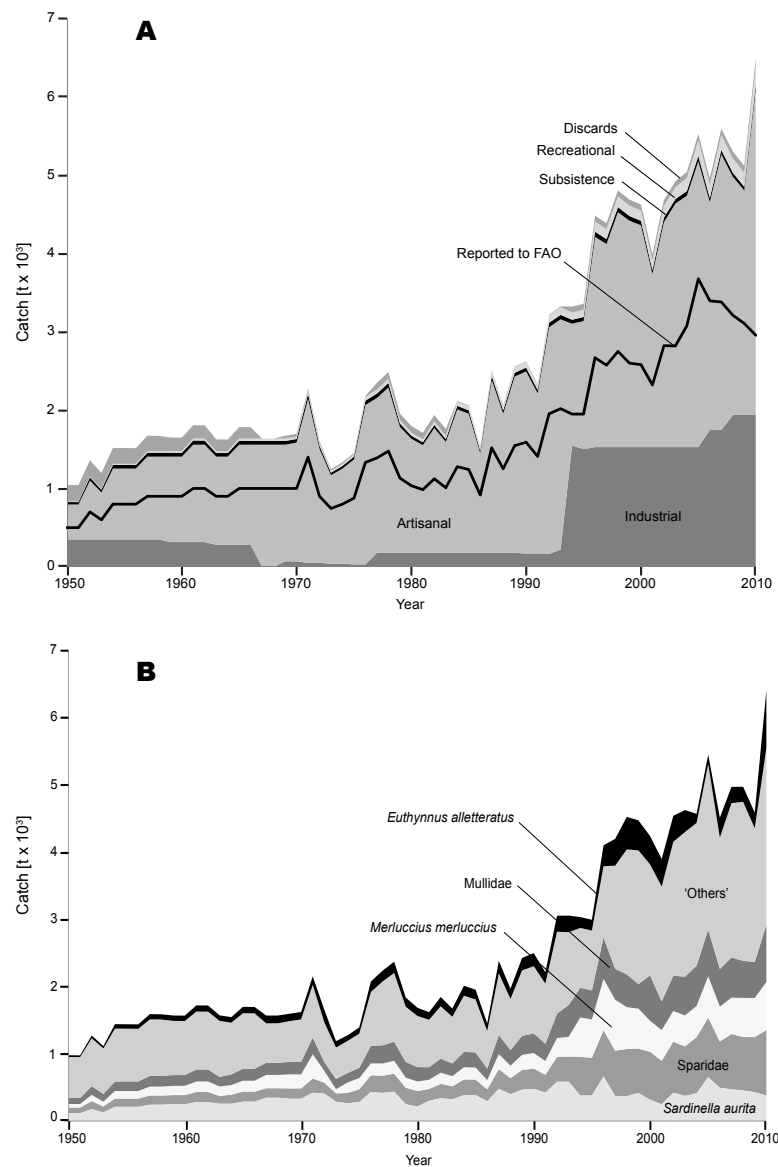 A
7
6
5
4
3
2
1
0
Catch [t x 10³]
Discards
Recreational
Subsistence
Reported to FAO
Artisanal
Industrial
1950 1960 1970 1980 1990 2000 2010
Year
B
7
6
5
4
3
2
1
0
Catch [t x 10³]
Euthynnus alletteratus
Mullidae
'Others'
Merluccius merluccius
Sparidae
Sardinella aurita
1950 1960 1970 1980 1990 2000 2010
Year